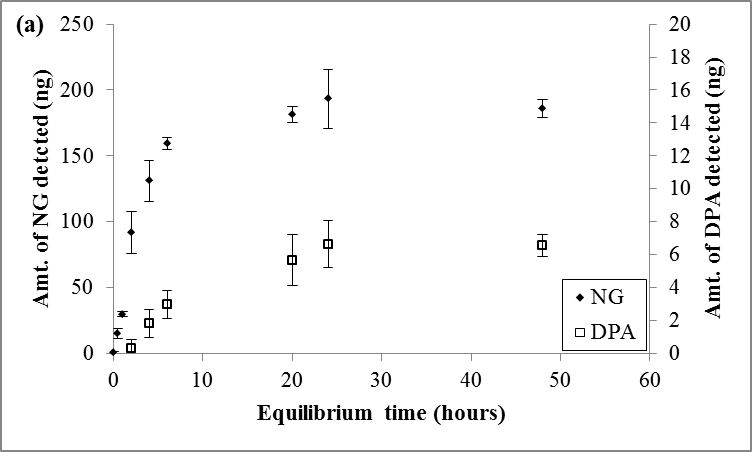 (a)
250
200
150
100
50
0
Amt. of NG detcted (ng)
20
18
16
14
12
10
8
6
4
2
0
Amt. of DPA detected (ng)
NG
DPA
0 10 20 30 40 50 60
Equilibrium time (hours)